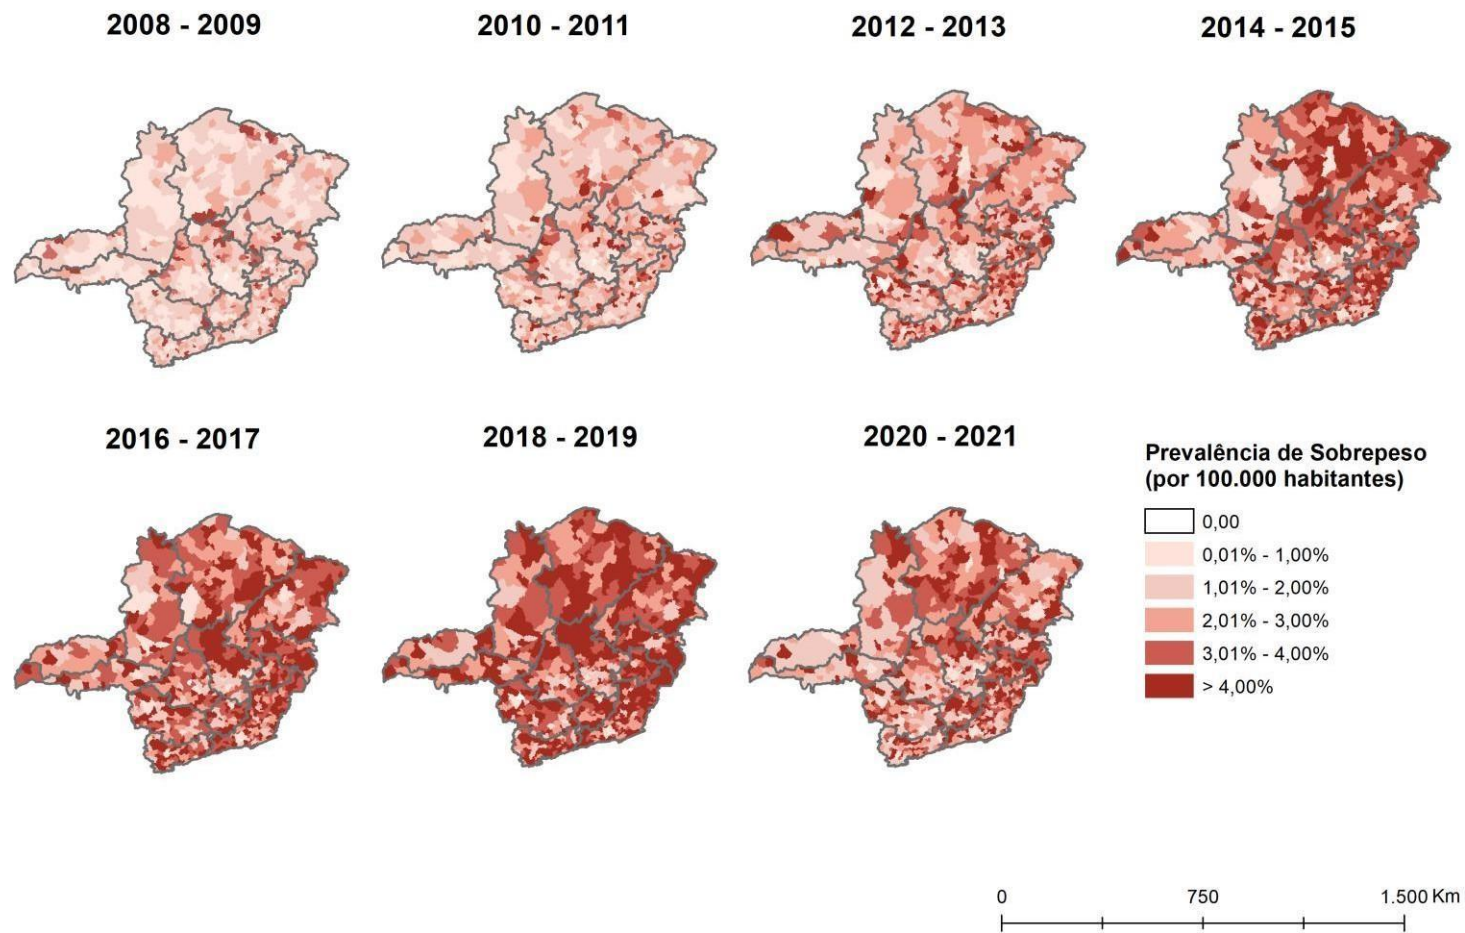 2008 - 2009
2010 - 2011
2012 - 2013
2014 - 2015
2016 - 2017
2018 - 2019
2020 - 2021
Prevalência de Sobrepeso
(por 100.000 habitantes)
0,00
0,01% - 1,00%
1,01% - 2,00%
2,01% - 3,00%
3,01% - 4,00%
> 4,00%
0 750 1.500 Km